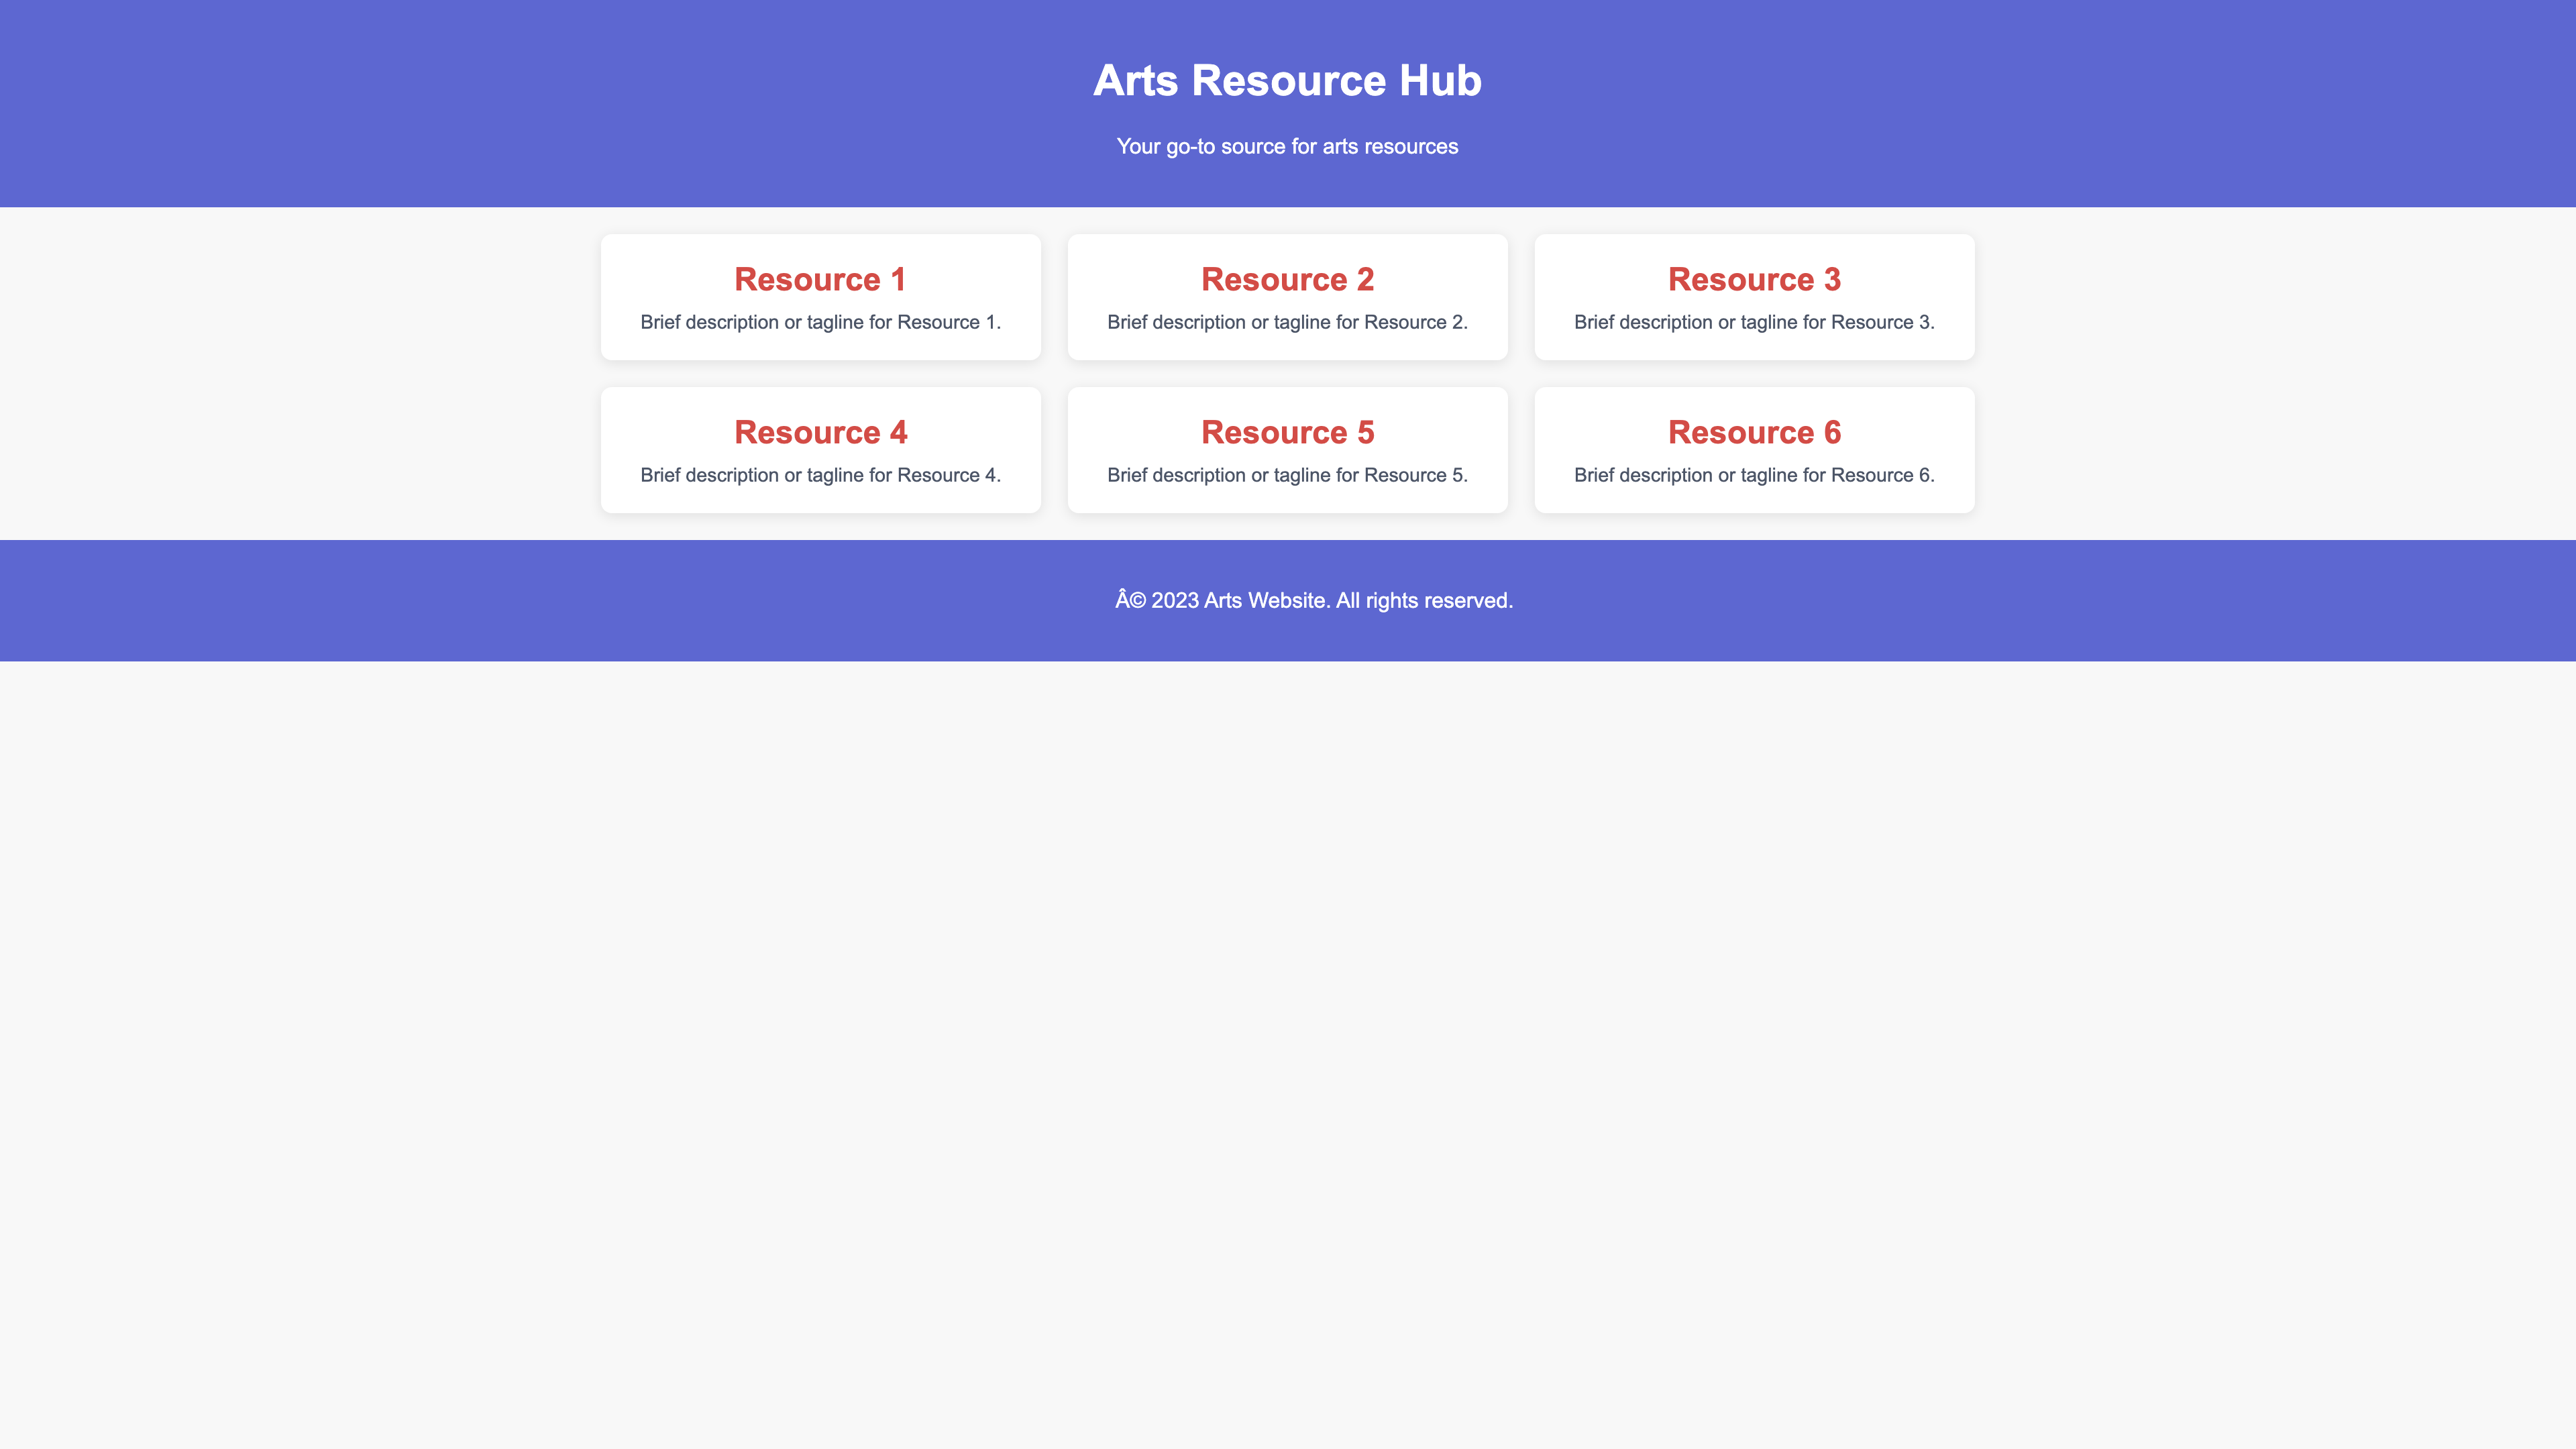 Arts Resource Hub
Your go-to source for arts resources
Resource 1
Brief description or tagline for Resource 1.
Resource 2
Brief description or tagline for Resource 2.
Resource 3
Brief description or tagline for Resource 3.
Resource 4
Brief description or tagline for Resource 4.
Resource 5
Brief description or tagline for Resource 5.
Resource 6
Brief description or tagline for Resource 6.
Â© 2023 Arts Website. All rights reserved.